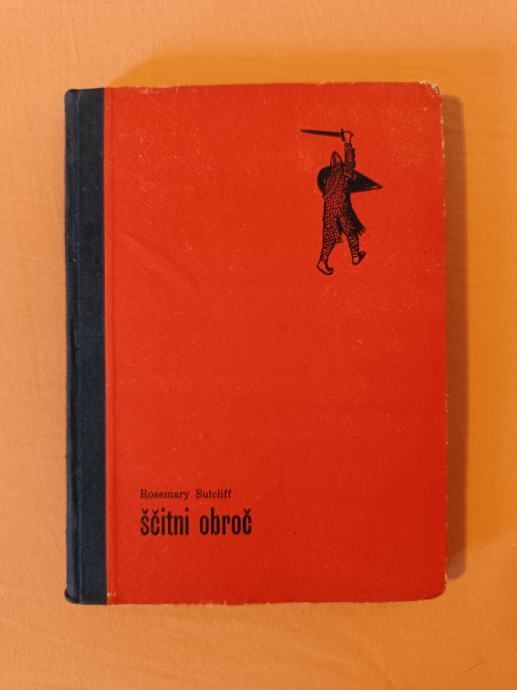 Rosemary Sutcliff
ščitni obroč